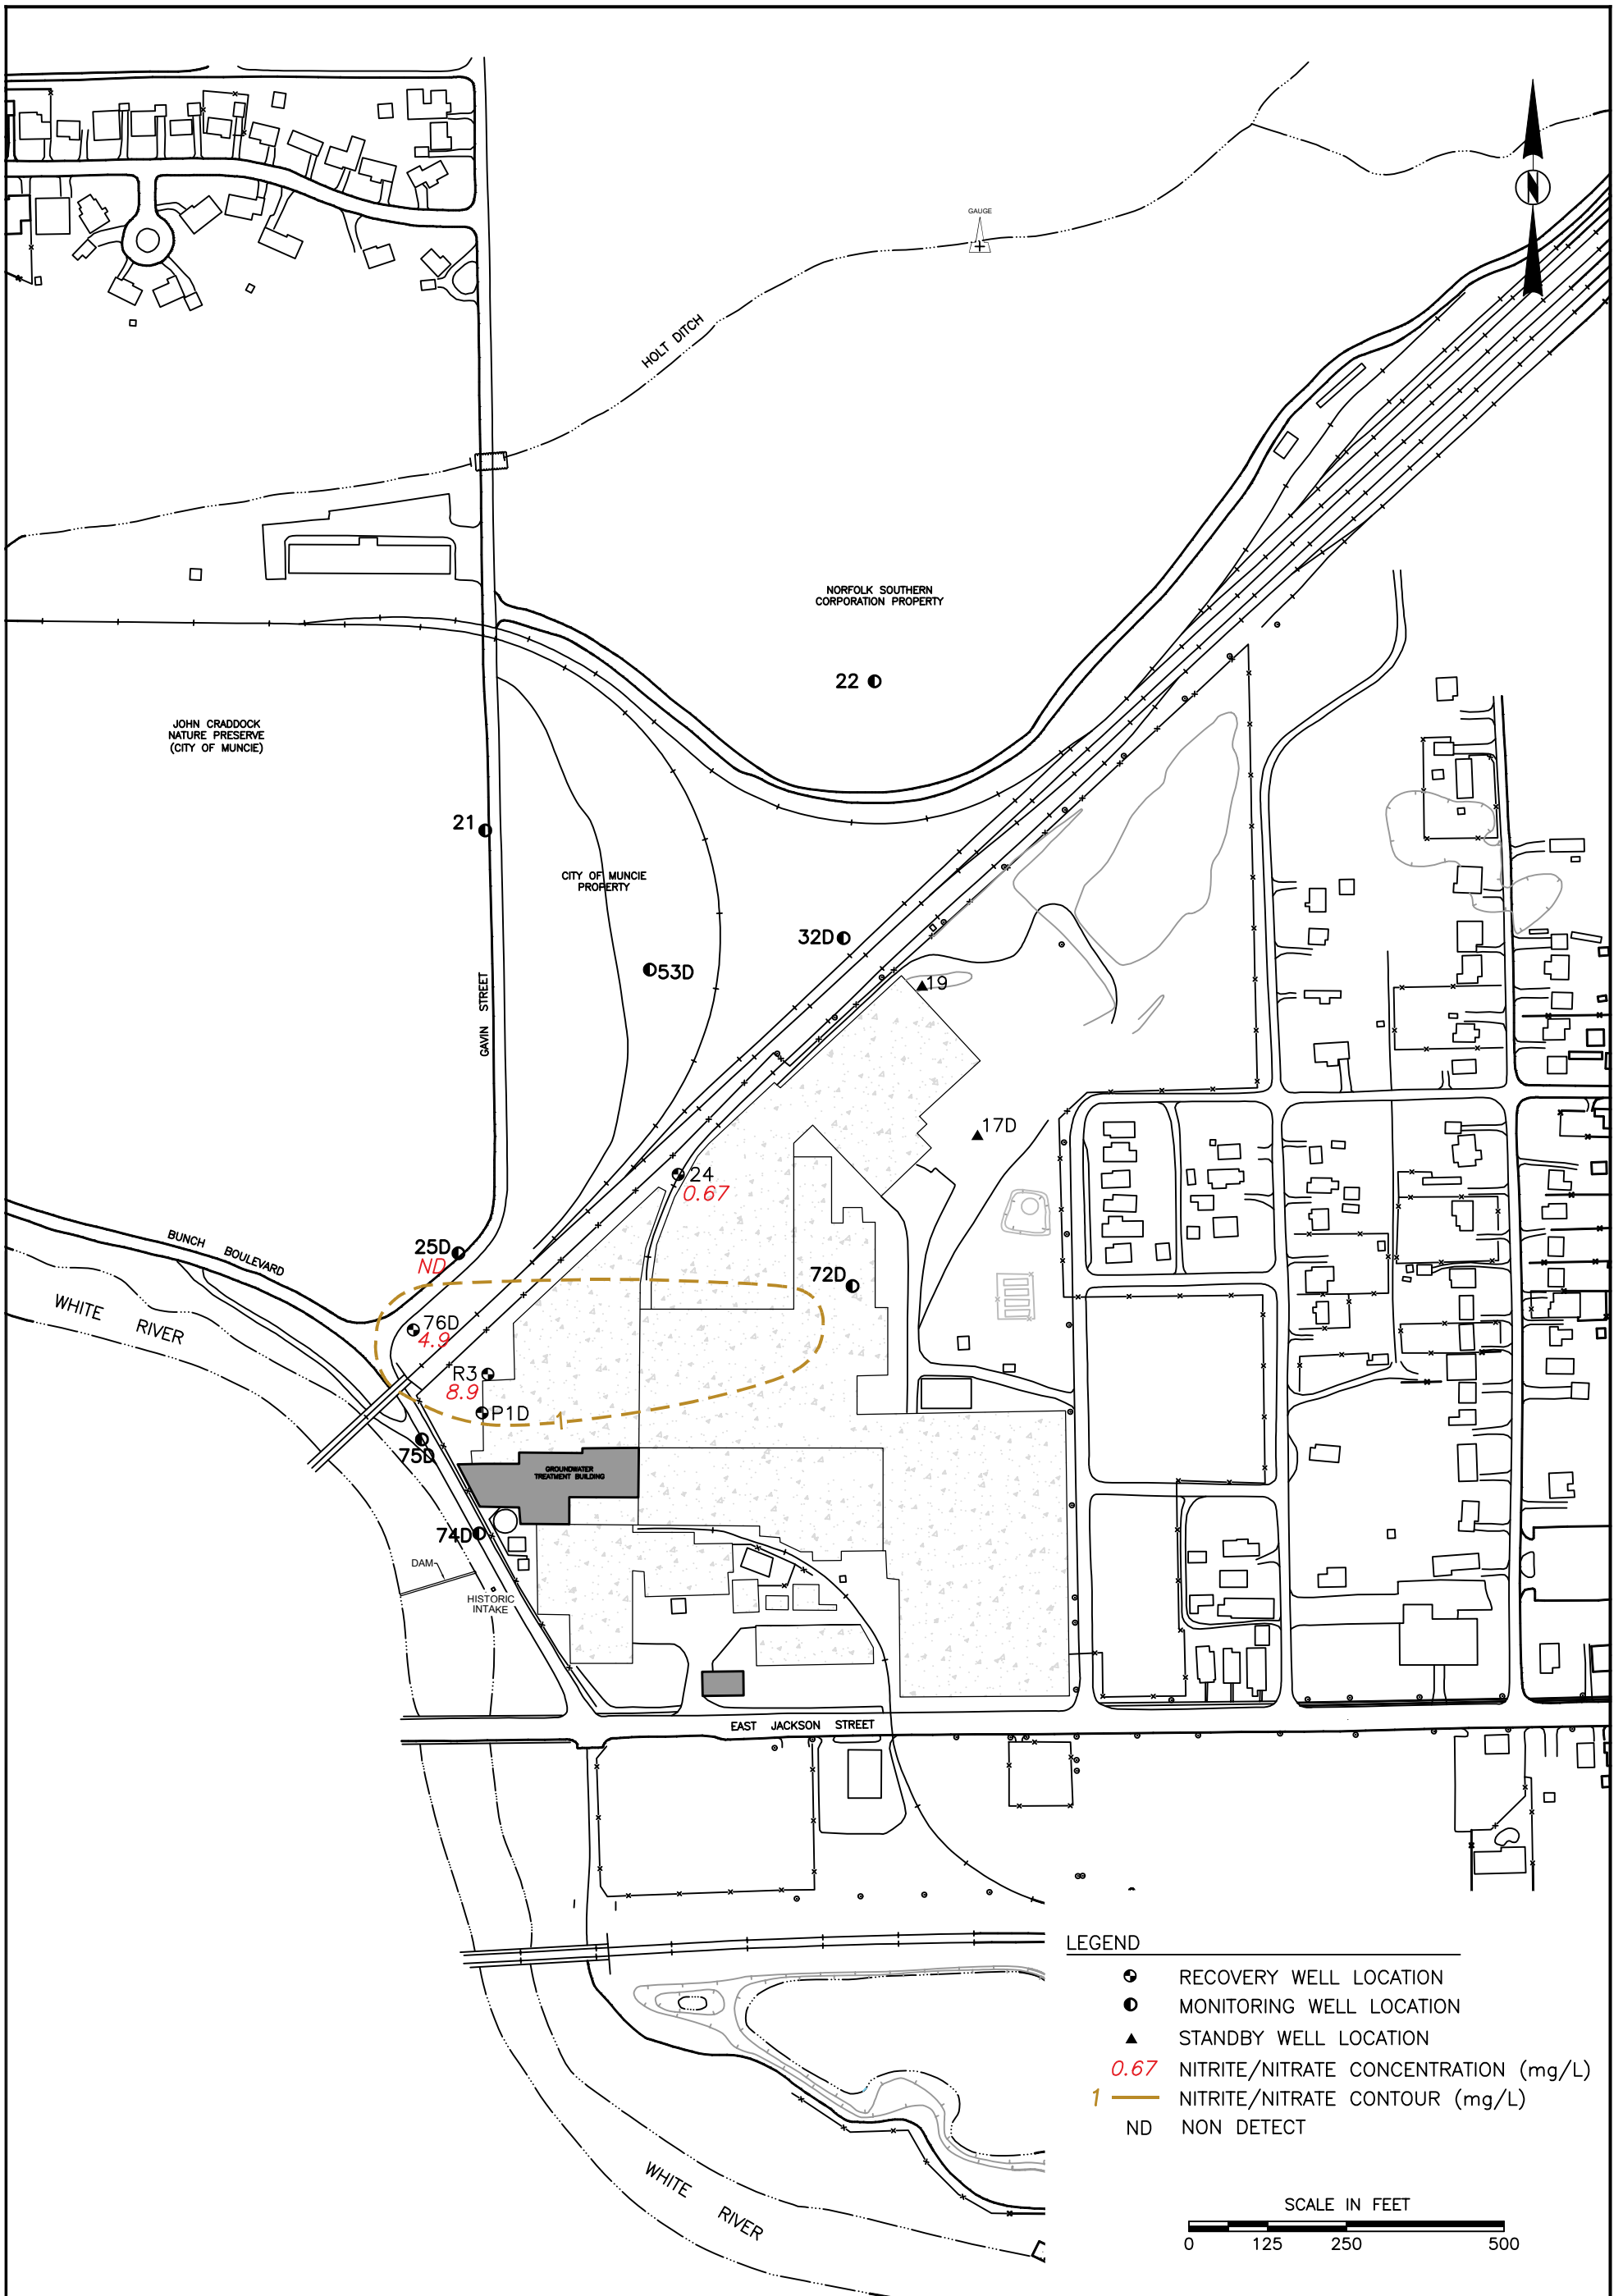 GAUGE
N
HOLT DITCH
NORFOLK SOUTHERN
CORPORATION PROPERTY
22
JOHN CRADDOCK
NATURE PRESERVE
(CITY OF MUNCIE)
21
CITY OF MUNCIE
PROPERTY
32D
53D
19
GAVIN STREET
17D
24
0.67
BUNCH BOULEVARD
25D
ND
72D
WHITE RIVER
76D
4.9
R3
8.9
P1D
1
75D
GROUNDWATER
TREATMENT BUILDING
74D
DAM
HISTORIC
INTAKE
EAST JACKSON STREET
LEGEND
RECOVERY WELL LOCATION
MONITORING WELL LOCATION
STANDBY WELL LOCATION
0.67 NITRITE/NITRATE CONCENTRATION (mg/L)
1 NITRITE/NITRATE CONTOUR (mg/L)
ND NON DETECT
WHITE RIVER
SCALE IN FEET
0 125 250 500